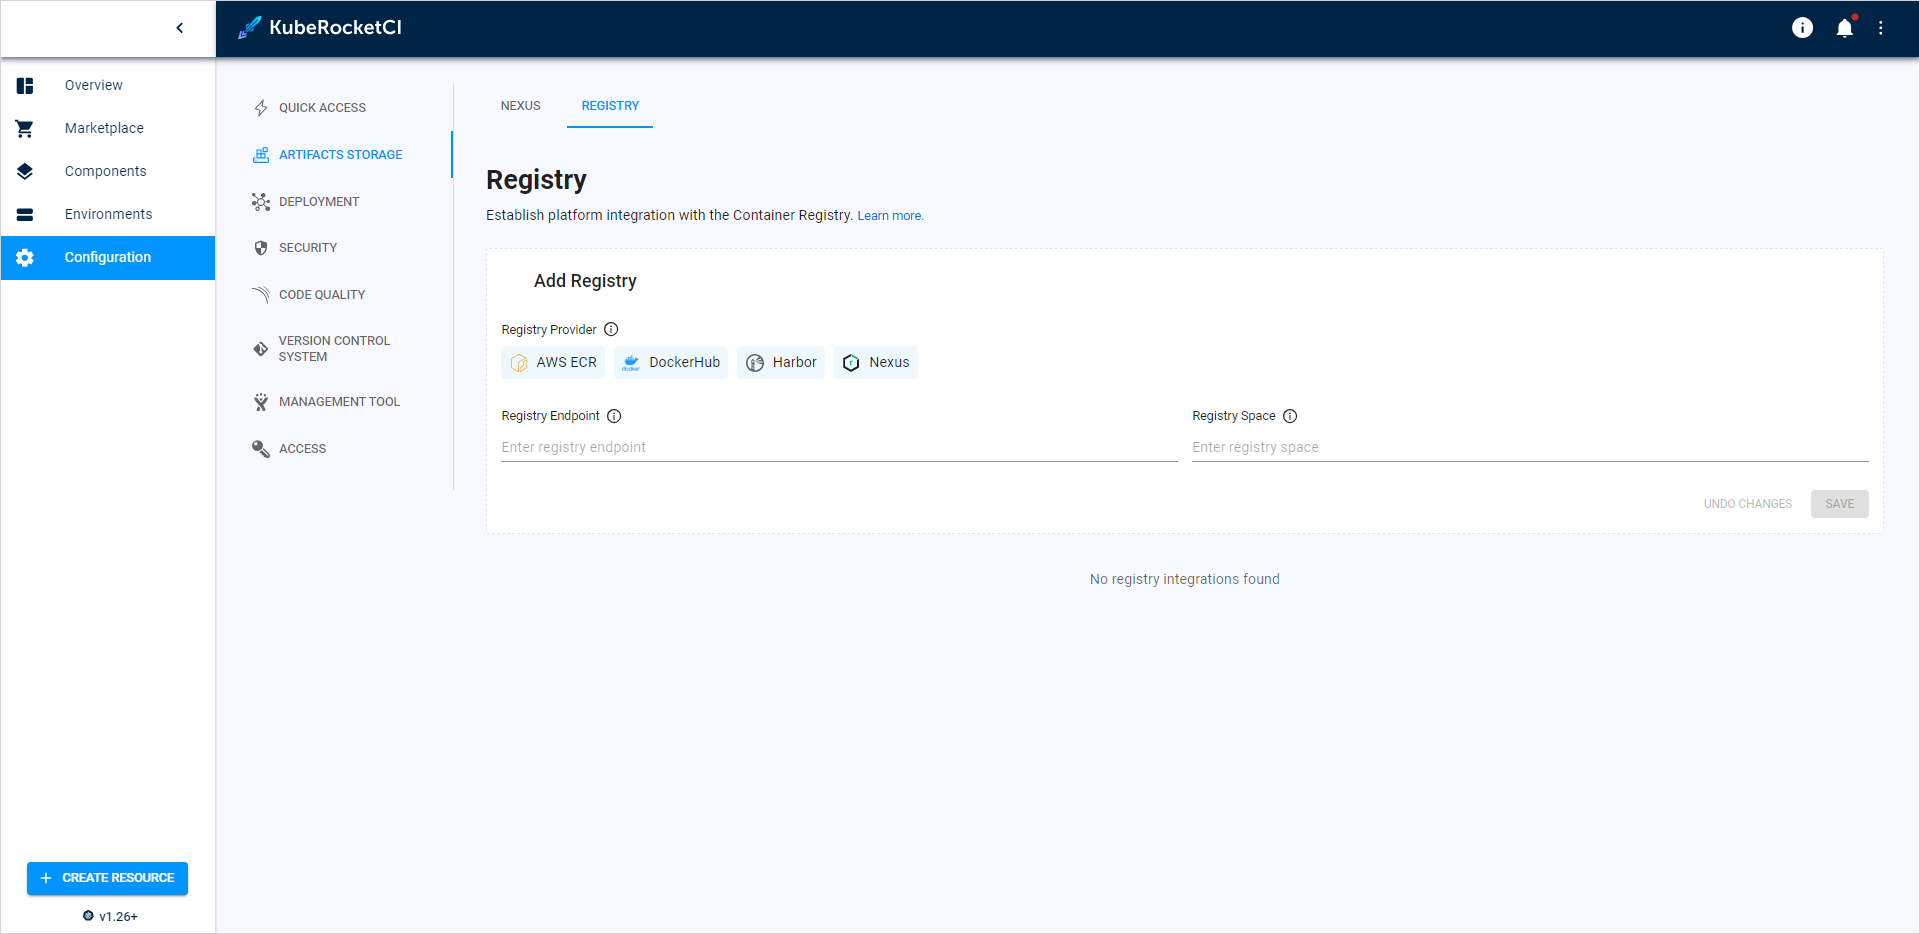 KubeRocketCI
Overview
Marketplace
Components
Environments
Configuration
CREATE RESOURCE
v1.26+
QUICK ACCESS
ARTIFACTS STORAGE
DEPLOYMENT
SECURITY
CODE QUALITY
VERSION CONTROL
SYSTEM
MANAGEMENT TOOL
ACCESS
NEXUS REGISTRY
Registry
Establish platform integration with the Container Registry. Learn more.
Add Registry
Registry Provider
AWS ECR DockerHub Harbor Nexus
Registry Endpoint Registry Space
Enter registry endpoint Enter registry space
UNDO CHANGES SAVE
No registry integrations found